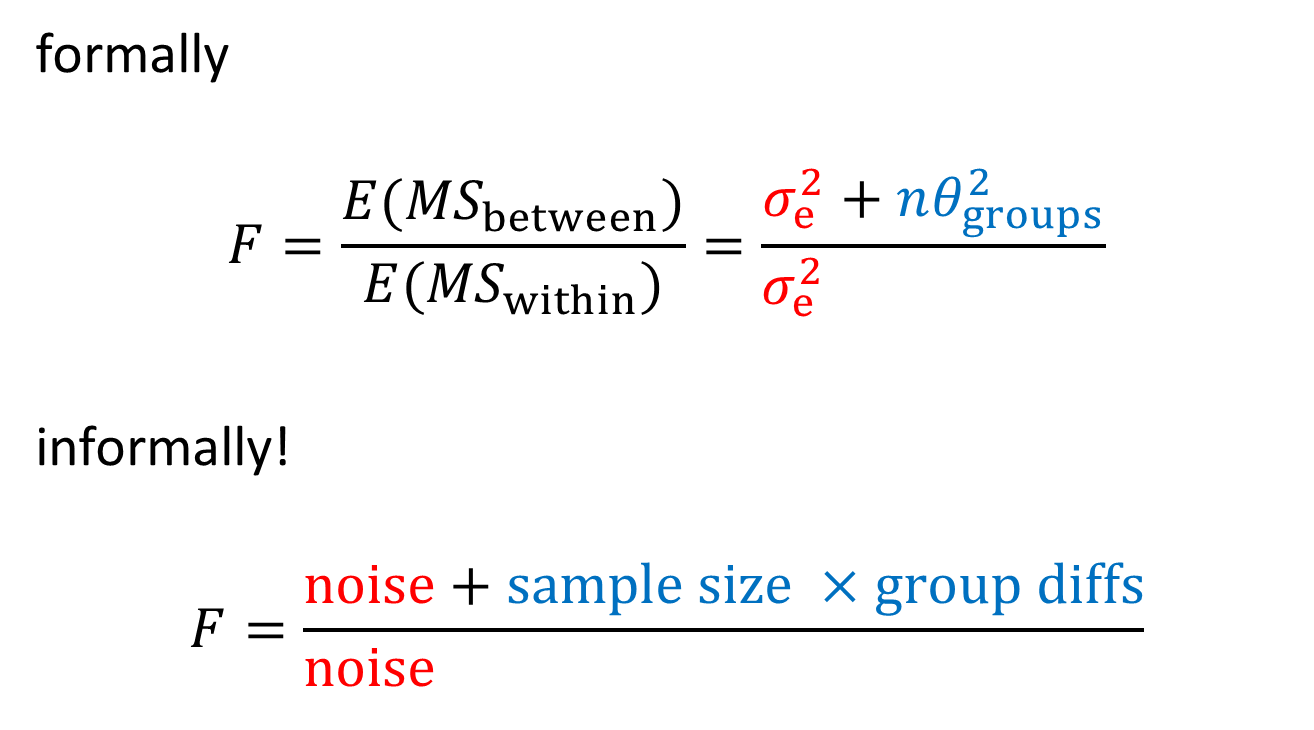 formally
F = E(MS_between) / E(MS_within) = σ_e^2 + nθ_groups^2 / σ_e^2
informally!
F = noise + sample size × group diffs / noise